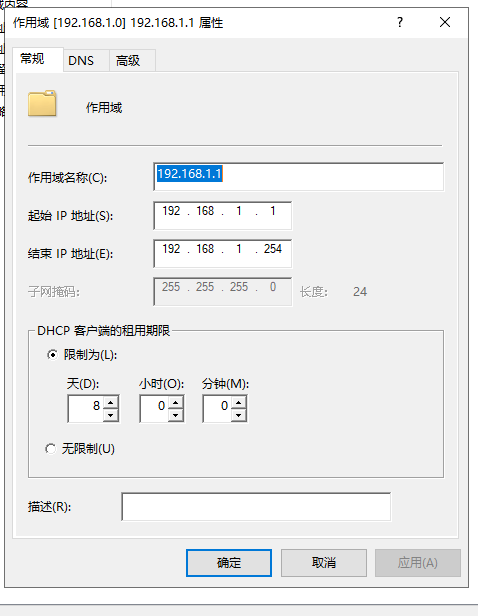 作用域 [192.168.1.0] 192.168.1.1 属性
?
常规
DNS
高级
作用域
作用域名称(C):
192.168.1.1
起始 IP 地址(S):
192 . 168 . 1 . 1
结束 IP 地址(E):
192 . 168 . 1 . 254
子网掩码:
255 . 255 . 255 . 0
长度:
24
DHCP 客户端的租用期限
限制为(L):
天(D):
小时(O):
分钟(M):
8
0
0
无限制(U)
描述(R):
确定
取消
应用(A)